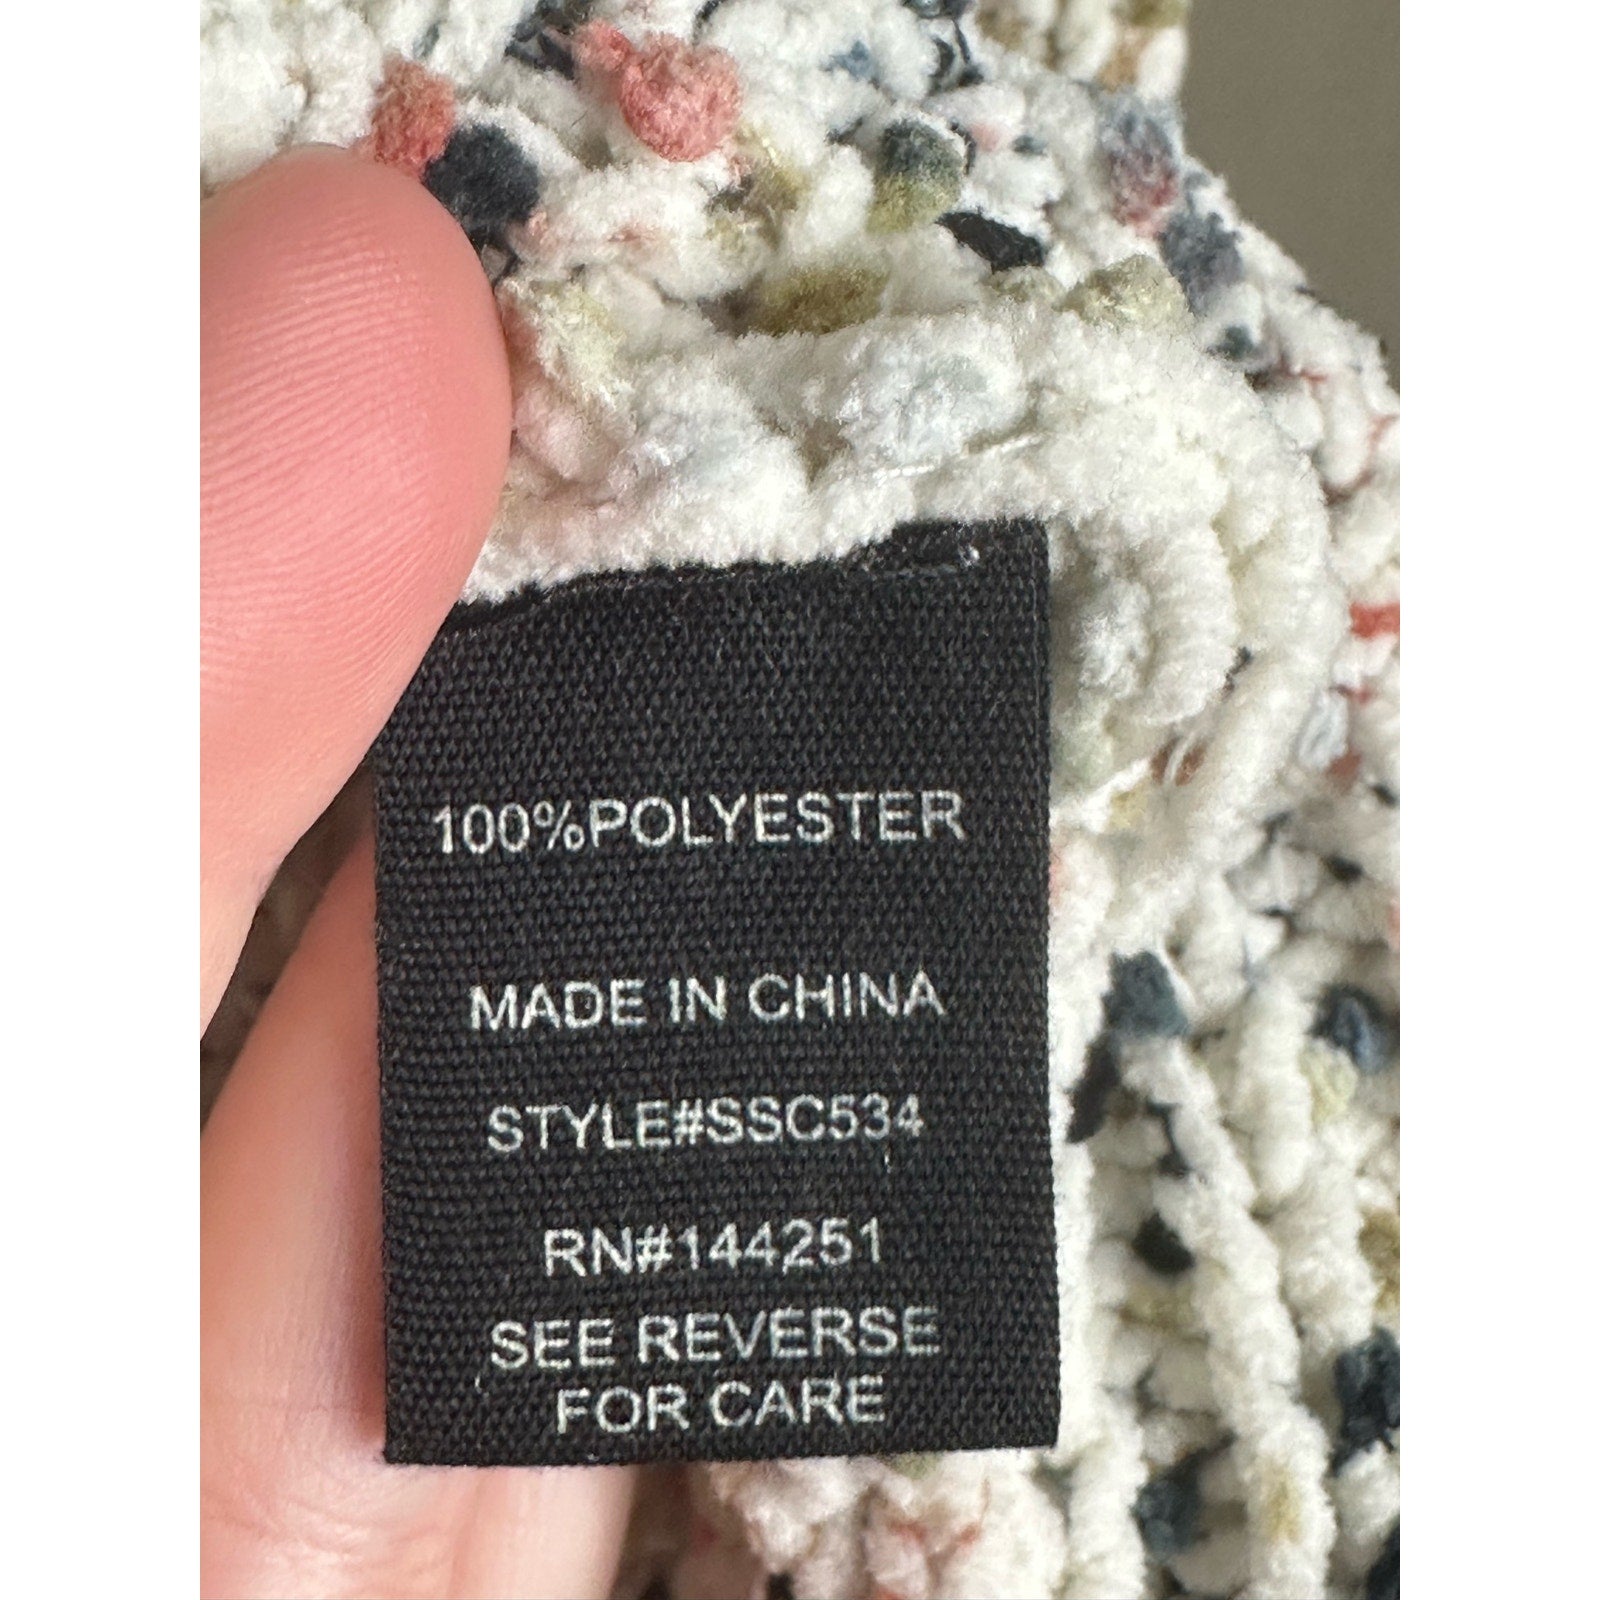 100%POLYESTER
MADE IN CHINA
STYLE#SSC534
RN#144251
SEE REVERSE
FOR CARE